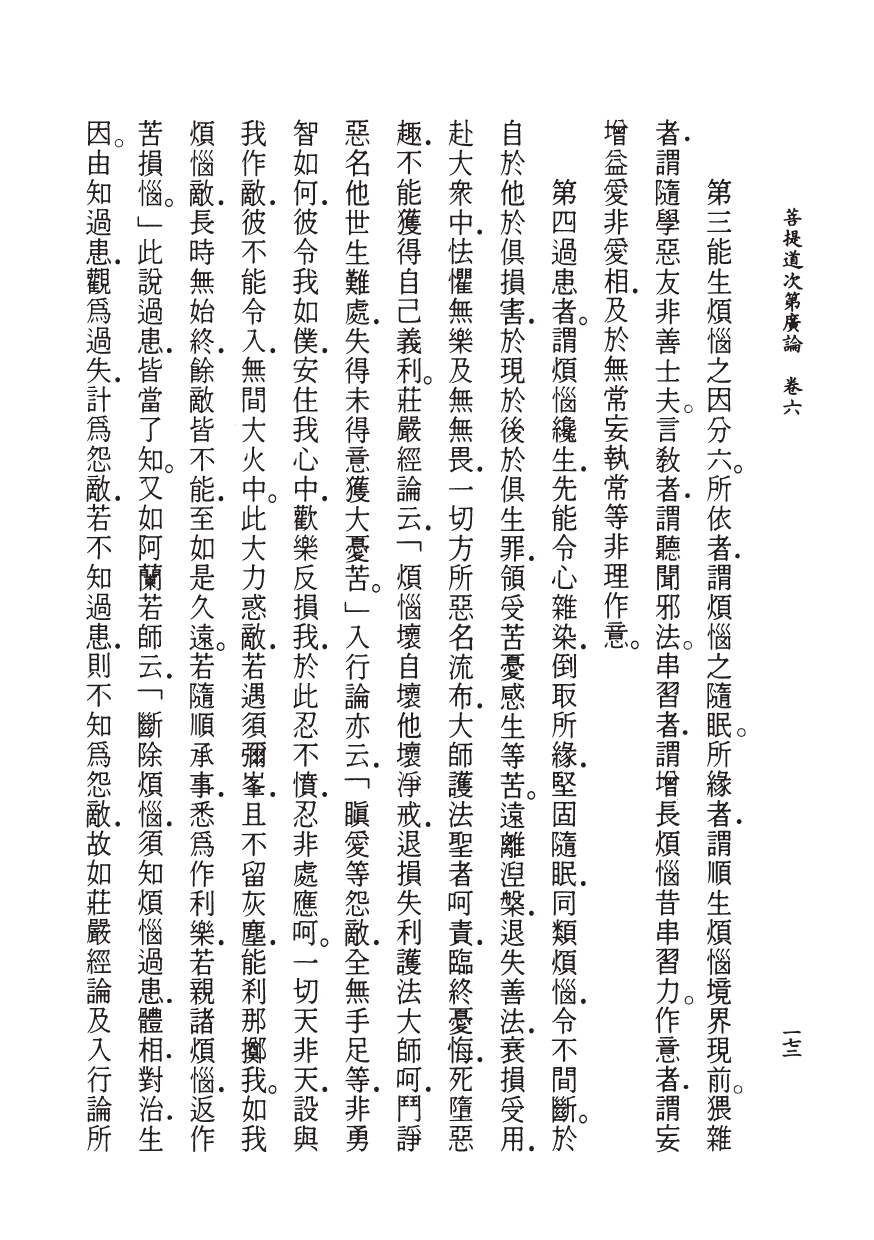 菩提道次第廣論　卷六
一七三
第三能生煩惱之因分六。所依者．謂煩惱之隨眠。所緣者．謂順生煩惱境界現前。猥雜
者．謂隨學惡友非善士夫。言教者．謂聽聞邪法。串習者．謂增長煩惱昔串習力。作意者．謂妄
增益愛非愛相．及於無常妄執常等非理作意。
第四過患者。謂煩惱纔生．先能令心雜染．倒取所緣．堅固隨眠．同類煩惱．令不間斷。於
自於他於俱損害．於現於後於俱生罪．領受苦憂感生等苦。遠離涅槃．退失善法．衰損受用．
赴大眾中．怯懼無樂及無無畏．一切方所惡名流布．大師護法聖者呵責．臨終憂悔．死墮惡
趣．不能獲得自己義利。莊嚴經論云．「煩惱壞自壞他壞淨戒．退損失利護法大師呵．鬥諍
惡名他世生難處．失得未得意獲大憂苦。」入行論亦云．「瞋愛等怨敵．全無手足等．非勇
智如何．彼令我如僕．安住我心中．歡樂反損我．於此忍不憤．忍非處應呵。一切天非天．設與
我作敵．彼不能令入．無間大火中。此大力惑敵．若遇須彌峯．且不留灰塵．能剎那擲我。如我
煩惱敵．長時無始終．餘敵皆不能．至如是久遠。若隨順承事．悉為作利樂．若親諸煩惱．返作
苦損惱。」此說過患．皆當了知。又如阿蘭若師云．「斷除煩惱．須知煩惱過患．體相．對治．生
因。由知過患．觀爲過失．計爲怨敵．若不知過患．則不知爲怨敵．故如莊嚴經論及入行論所